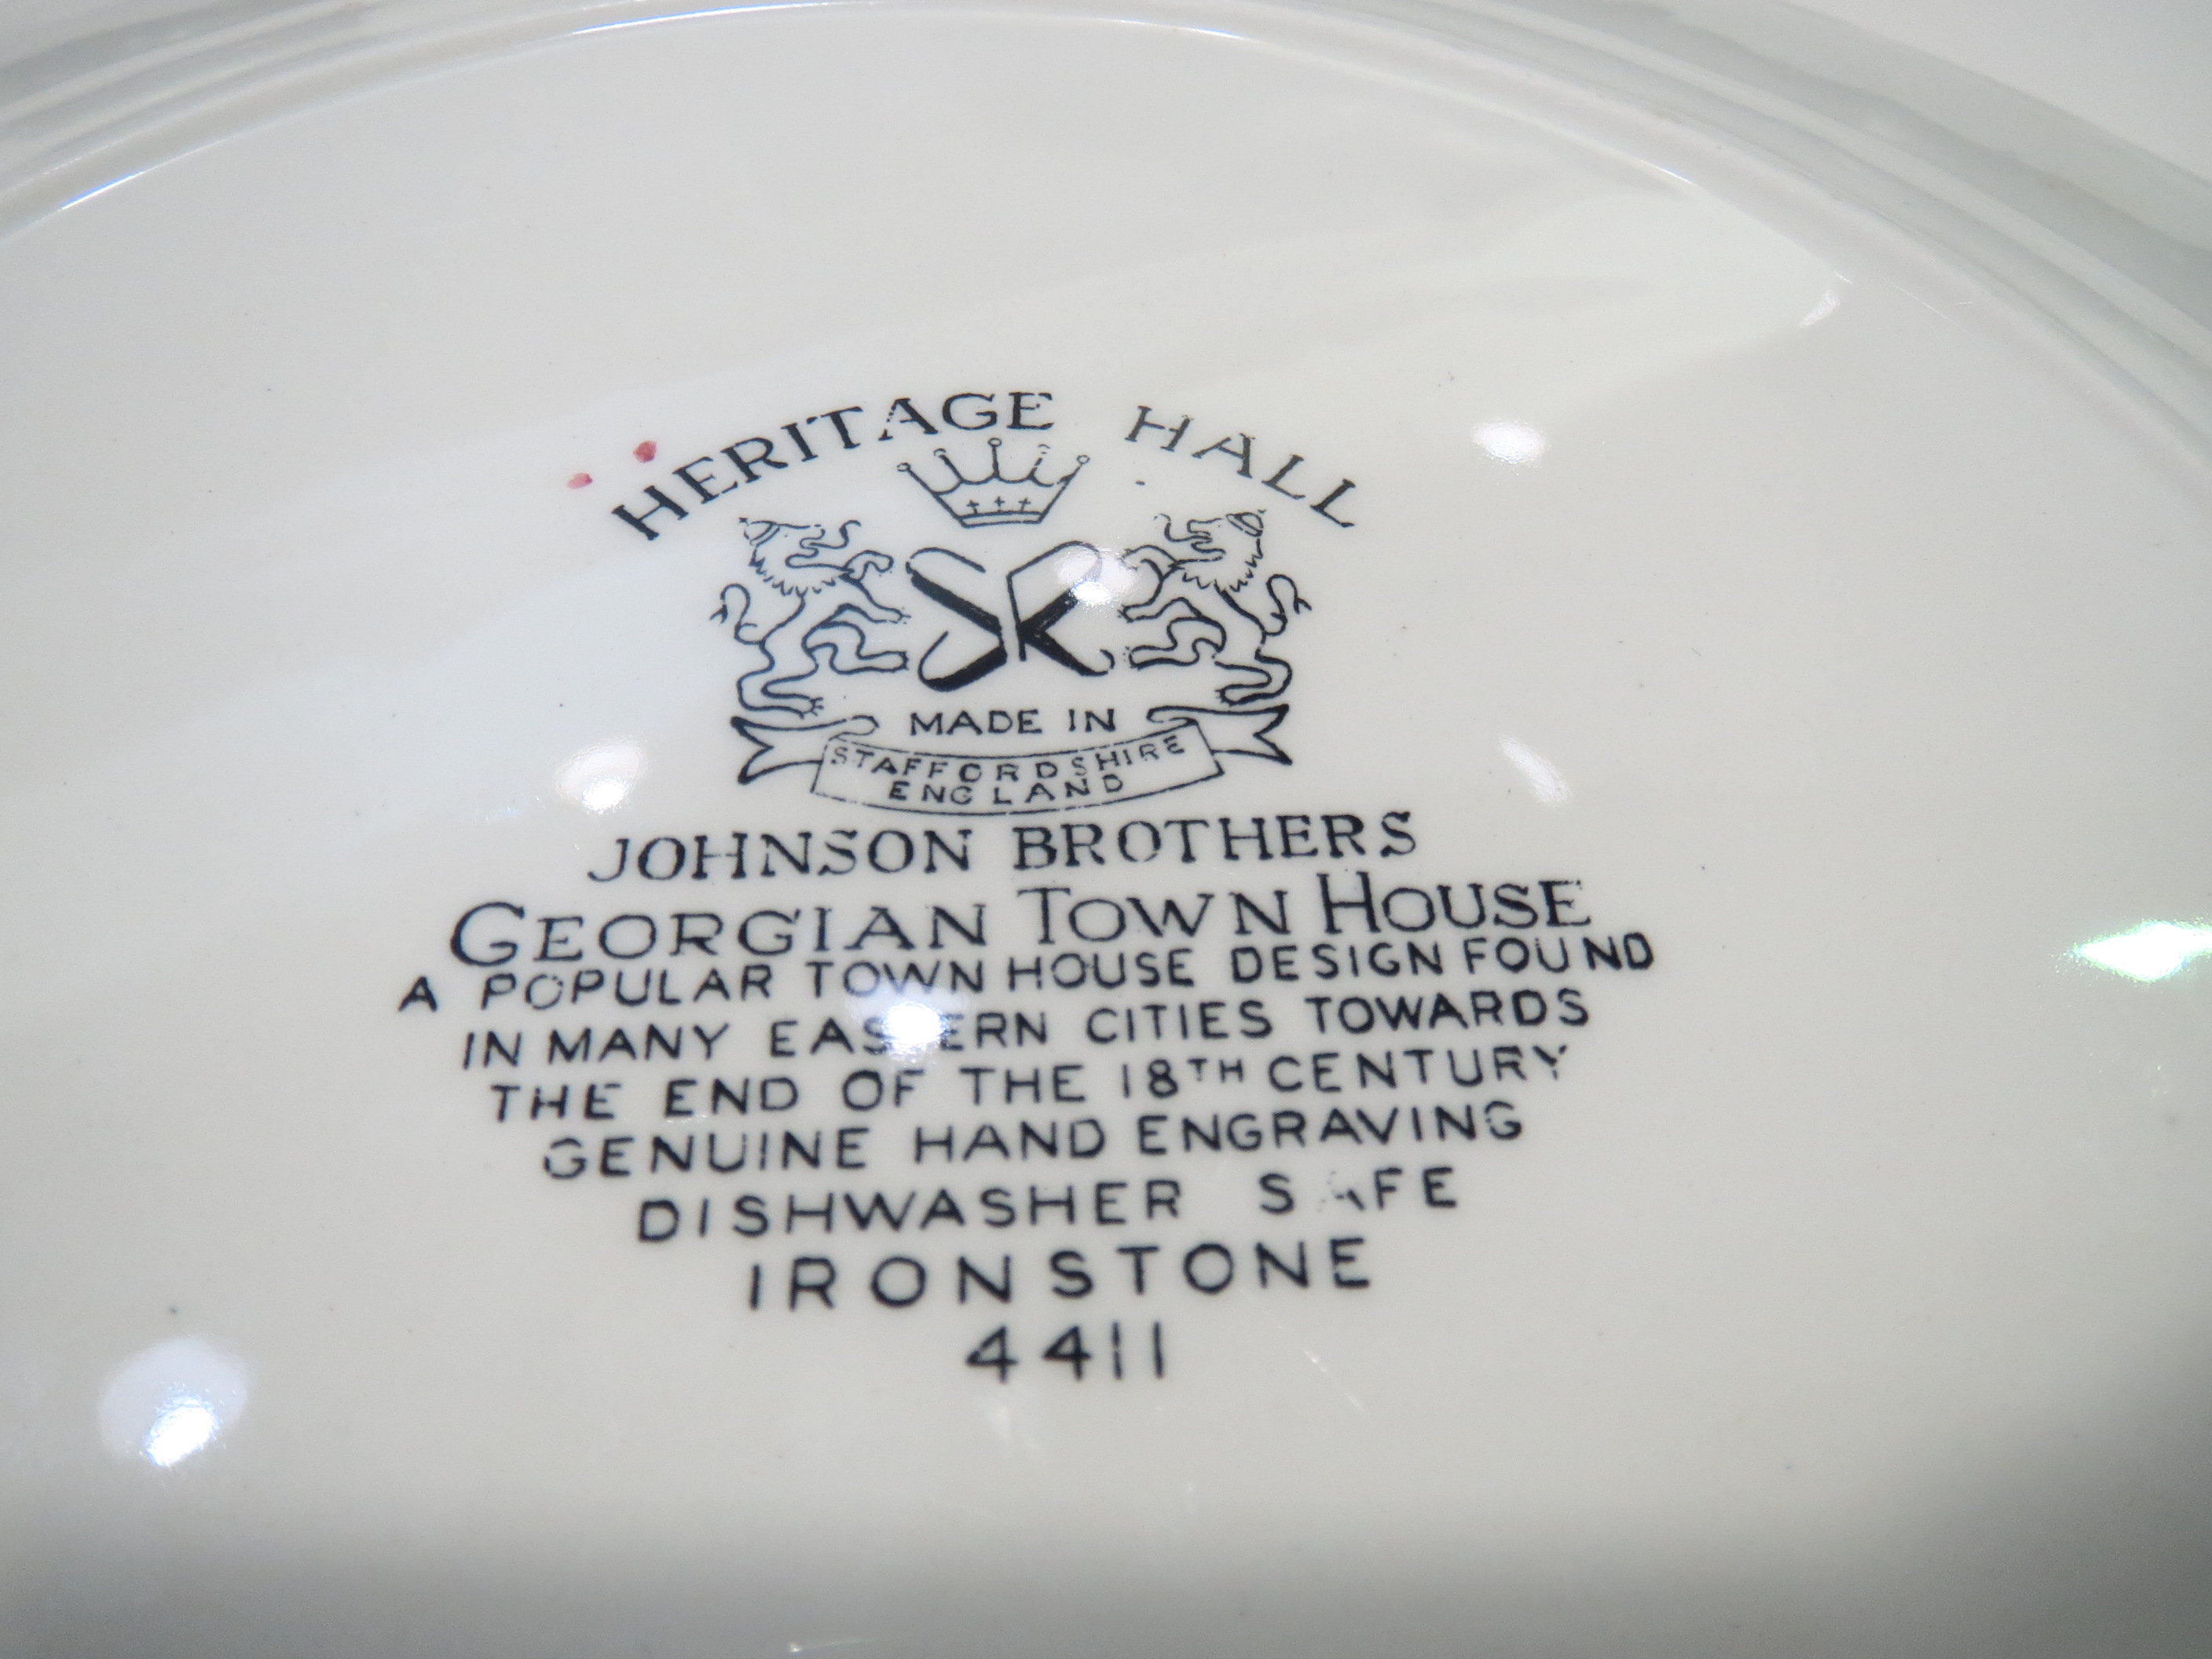 HERITAGE HALL
MADE IN
STAFFORDSHIRE
ENGLAND
JOHNSON BROTHERS
GEORGIAN TOWN HOUSE
A POPULAR TOWN HOUSE DESIGN FOUND
IN MANY EASTERN CITIES TOWARDS
THE END OF THE 18TH CENTURY
GENUINE HAND ENGRAVING
DISHWASHER SAFE
IRONSTONE
4411